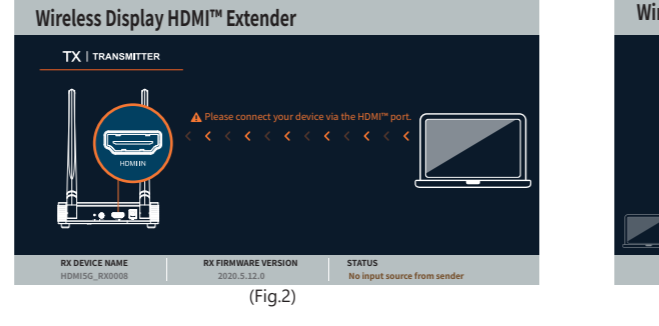 Wireless Display HDMI™ Extender
TX | TRANSMITTER
Please connect your device via the HDMI™ port.
HDMI IN
RX DEVICE NAME
HDMI5G_RX0008
RX FIRMWARE VERSION
2020.5.12.0
STATUS
No input source from sender
(Fig.2)